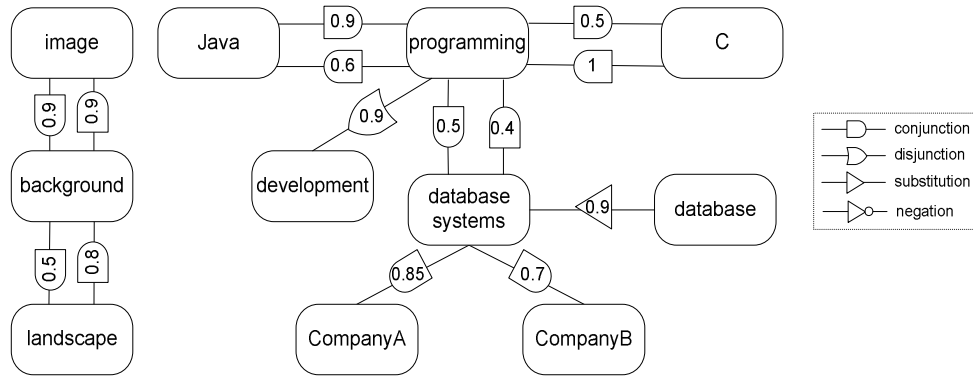 image
Java
0.9
programming
0.5
C
0.6
1
0.9
0.9
0.9
0.5
0.4
conjunction
disjunction
substitution
negation
background
development
database
systems
0.9
database
0.5
0.8
0.85
0.7
landscape
CompanyA
CompanyB